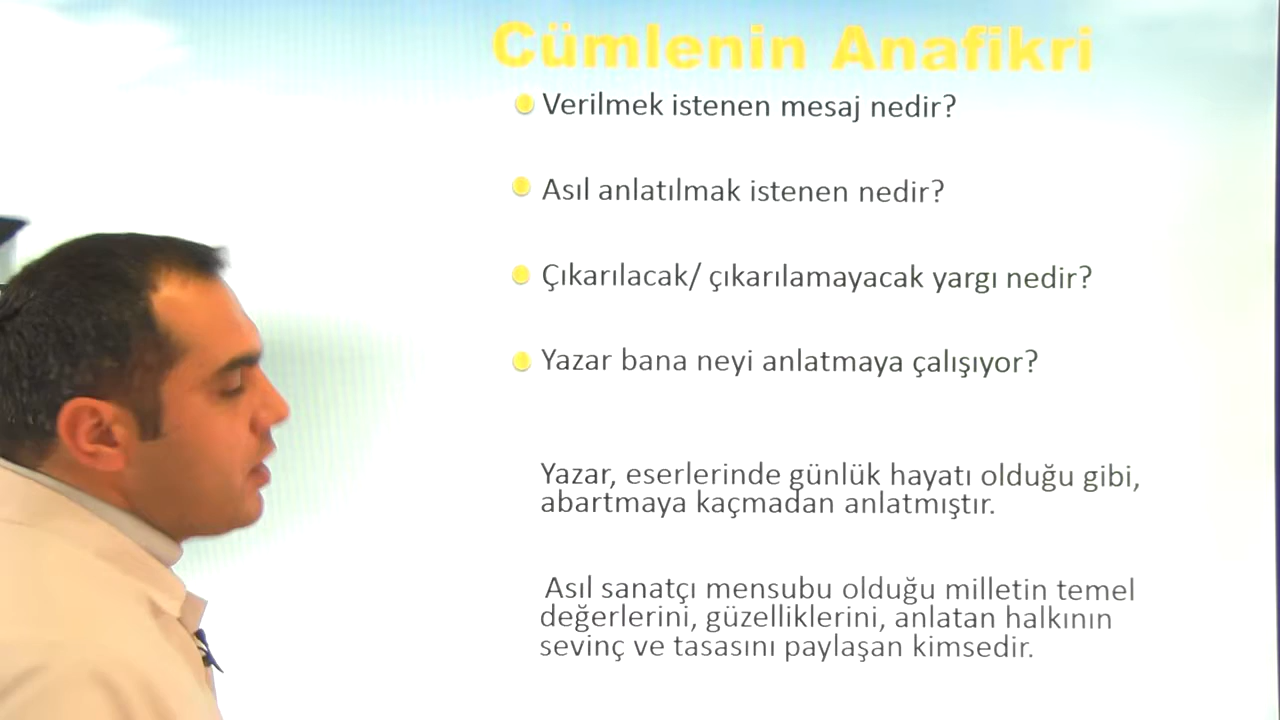 Cümlenin Anafikri
Verilmek istenen mesaj nedir?
Asıl anlatılmak istenen nedir?
Çıkarılacak/ çıkarılamayacak yargı nedir?
Yazar bana neyi anlatmaya çalışıyor?
Yazar, eserlerinde günlük hayatı olduğu gibi,
abartmaya kaçmadan anlatmıştır.
Asıl sanatçı mensubu olduğu milletin temel
değerlerini, güzelliklerini, anlatan halkının
sevinç ve tasasını paylaşan kimsedir.